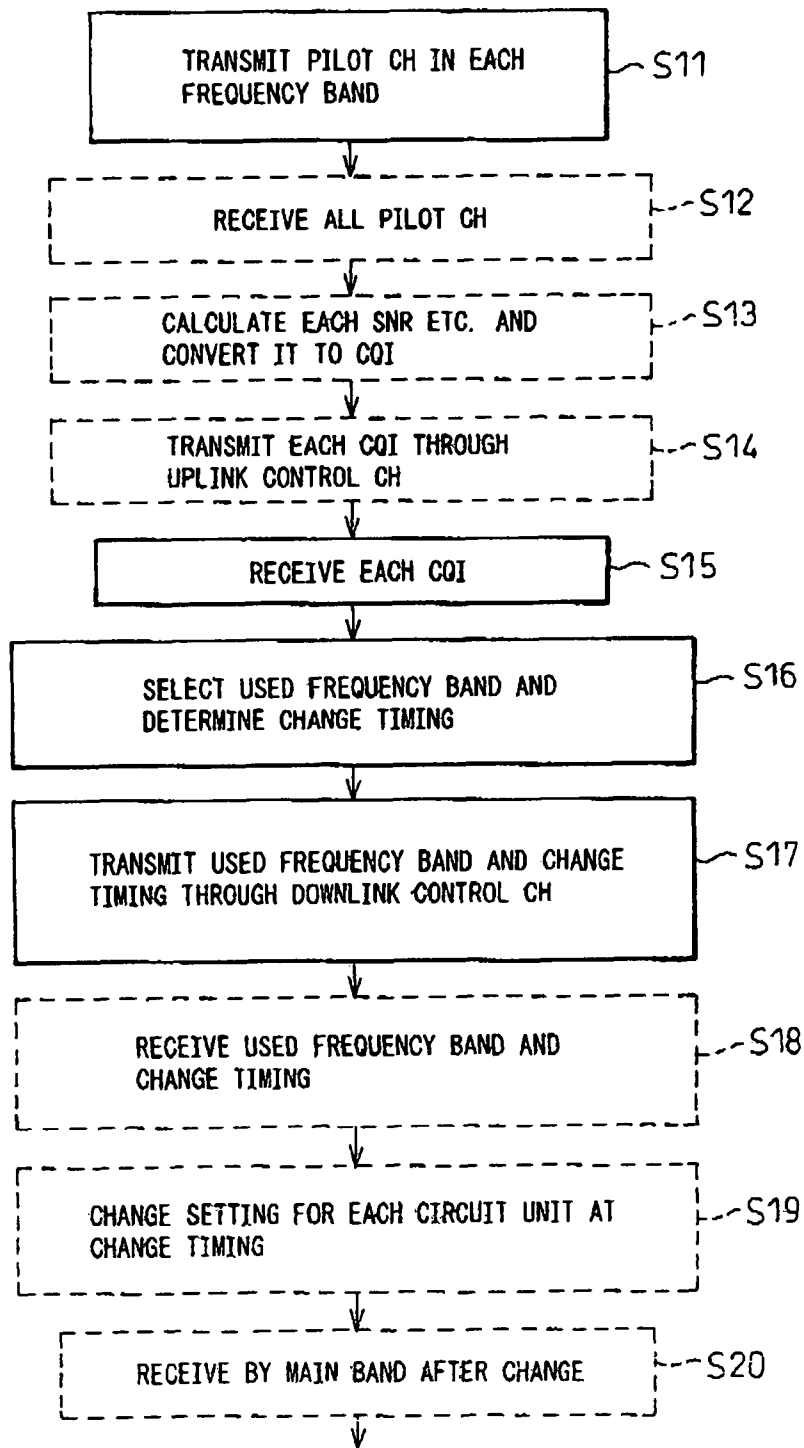 TRANSMIT PILOT CH IN EACH
FREQUENCY BAND
S11
RECEIVE ALL PILOT CH
S12
CALCULATE EACH SNR ETC. AND
CONVERT IT TO CQI
S13
TRANSMIT EACH CQI THROUGH
UPLINK CONTROL CH
S14
RECEIVE EACH CQI
S15
SELECT USED FREQUENCY BAND AND
DETERMINE CHANGE TIMING
S16
TRANSMIT USED FREQUENCY BAND AND CHANGE
TIMING THROUGH DOWNLINK CONTROL CH
S17
RECEIVE USED FREQUENCY BAND AND
CHANGE TIMING
S18
CHANGE SETTING FOR EACH CIRCUIT UNIT AT
CHANGE TIMING
S19
RECEIVE BY MAIN BAND AFTER CHANGE
S20